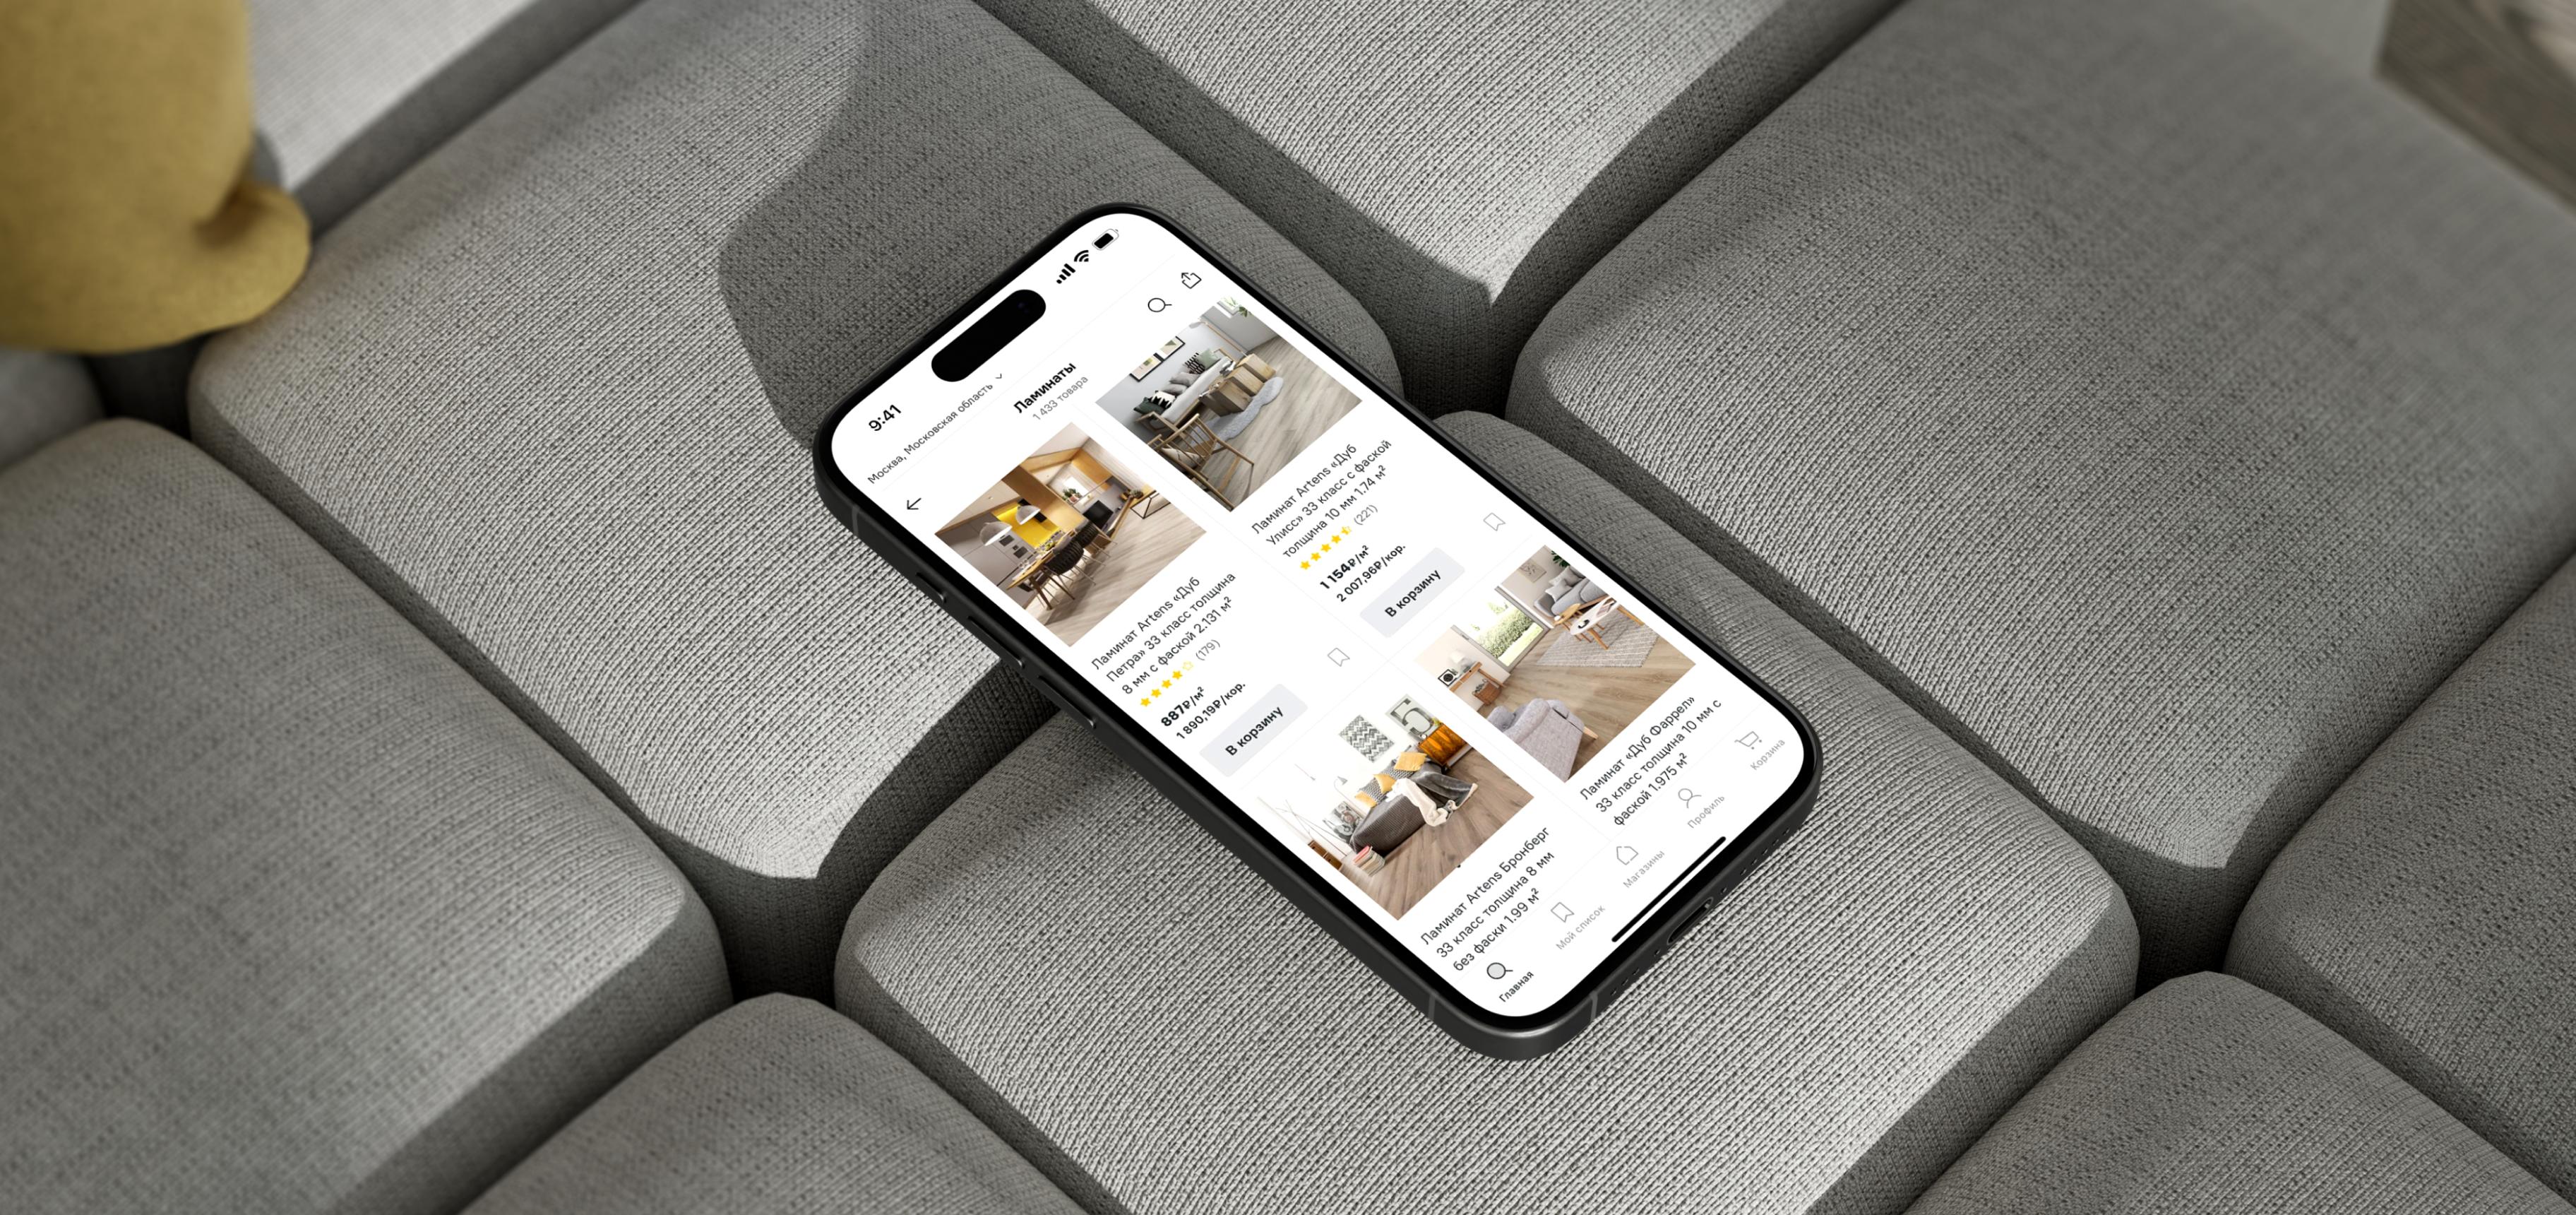 9:41
Москва, Московская область
Ламинаты
1 433 товара
Ламинат Artens «Дуб
Петра» 33 класс толщина
8 мм с фаской 2.131 м²
(179)
887₽/м²
1 890,19₽/кор.
В корзину
Ламинат Artens «Дуб
Улисс» 33 класс с фаской
толщина 10 мм 1.74 м²
(221)
1 154₽/м²
2 007,96₽/кор.
В корзину
Ламинат Artens Бронберг
33 класс толщина 8 мм
без фаски 1.99 м²
Ламинат «Дуб Фаррел»
33 класс толщина 10 мм с
фаской 1.975 м²
Главная
Мой список
Магазины
Профиль
Корзина